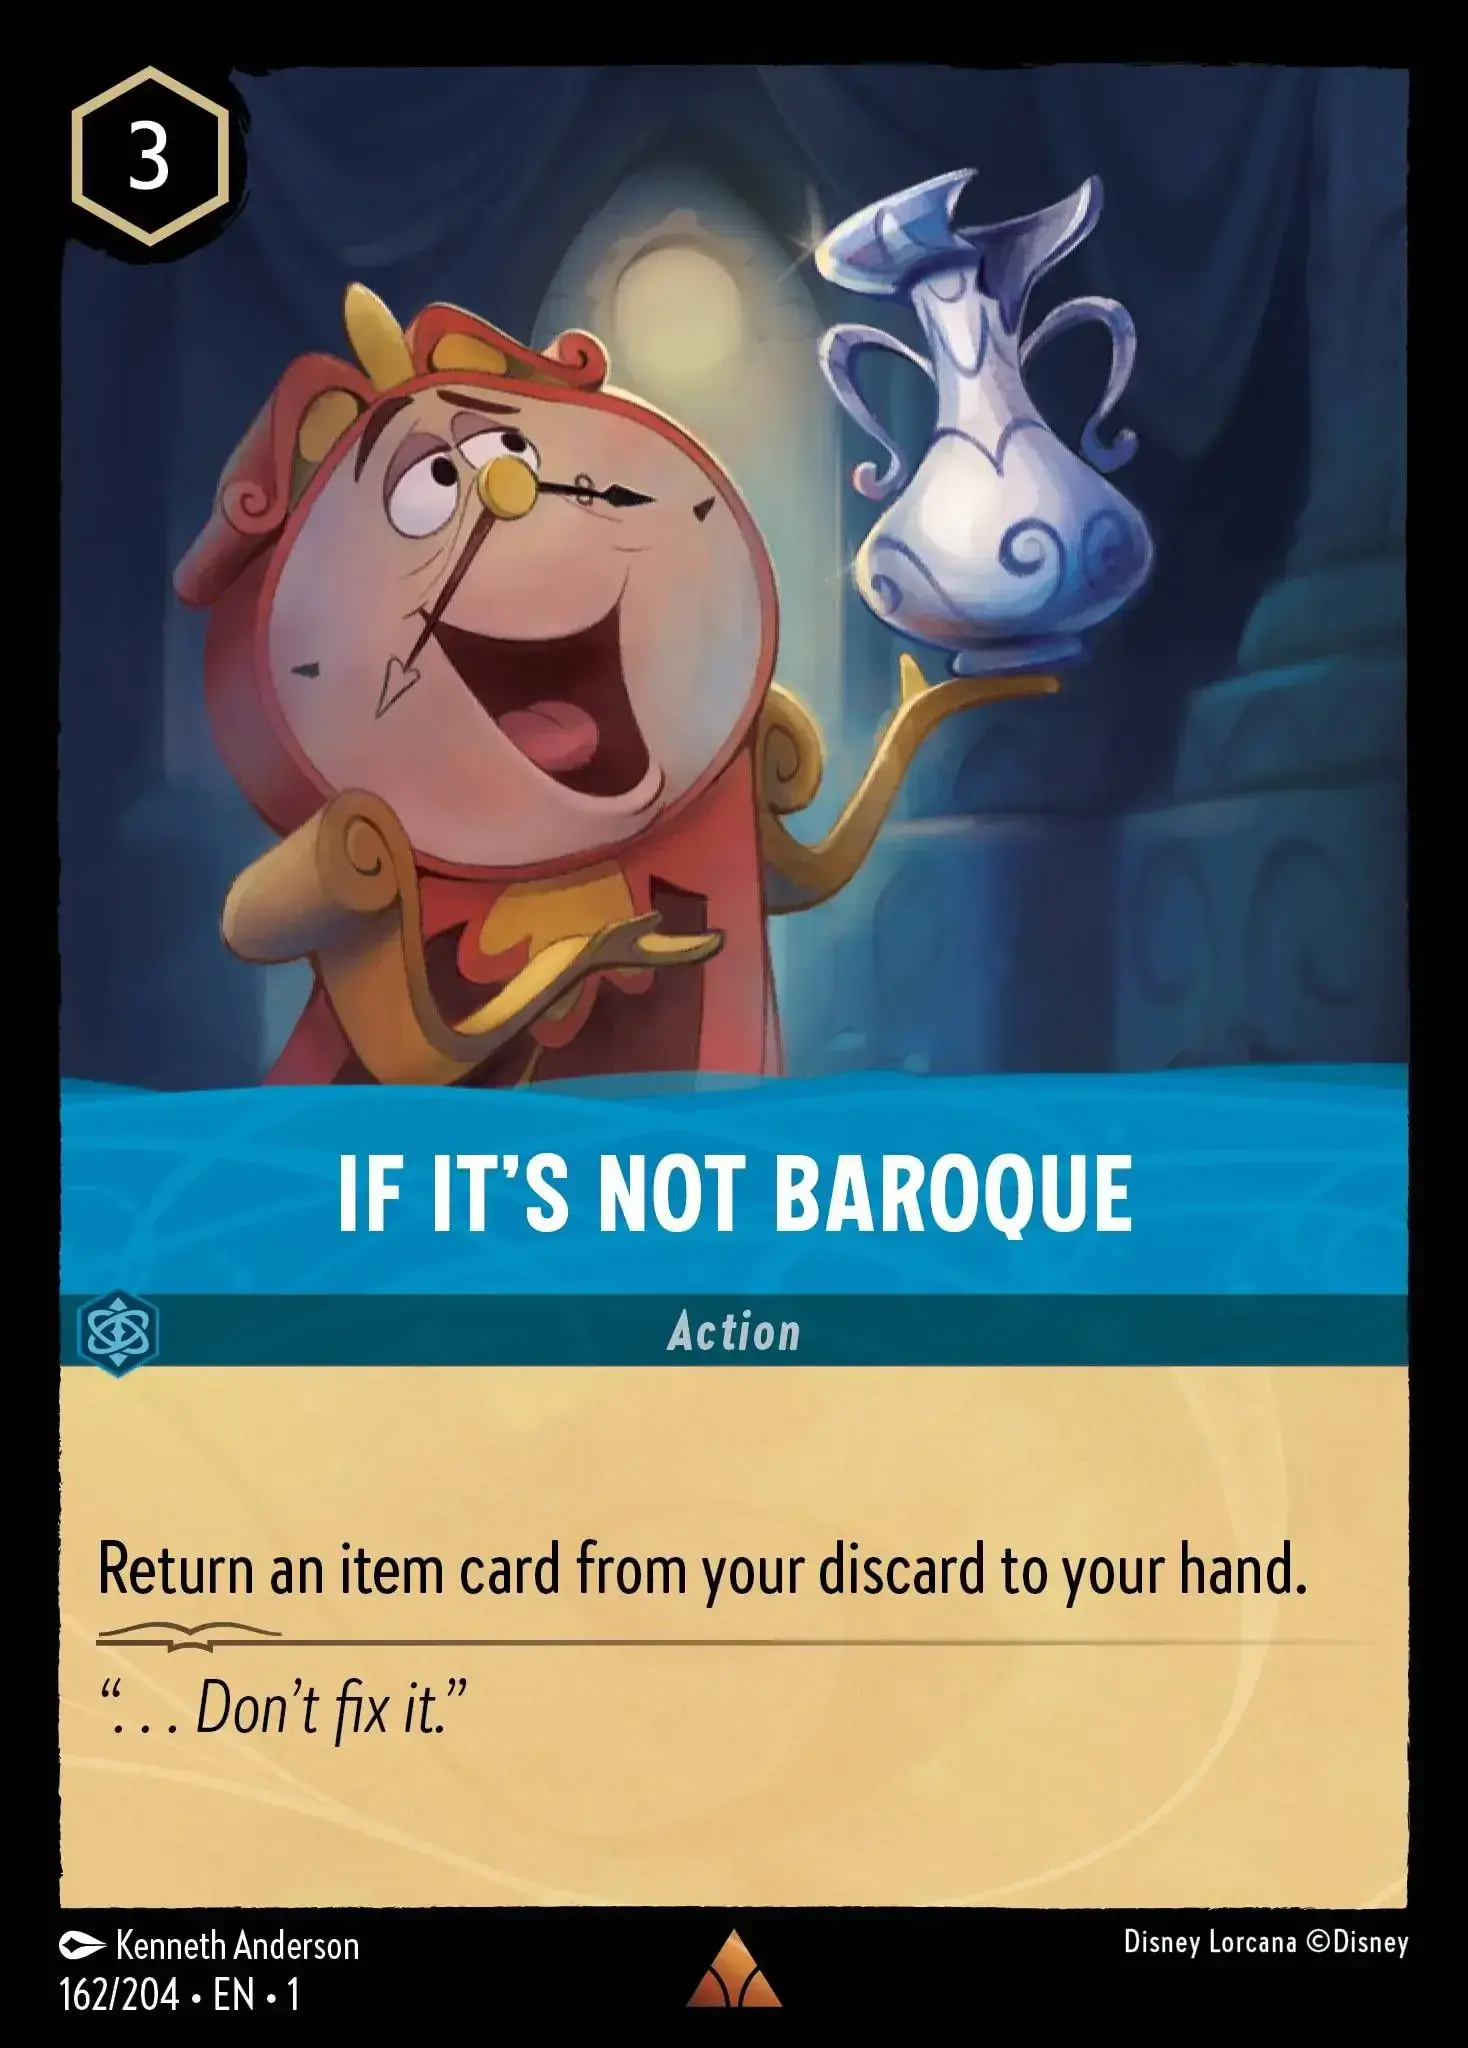 3
IF IT’S NOT BAROQUE
Action
Return an item card from your discard to your hand.
“. . . Don’t fix it.”
Kenneth Anderson
Disney Lorcana ©Disney
162/204 • EN • 1